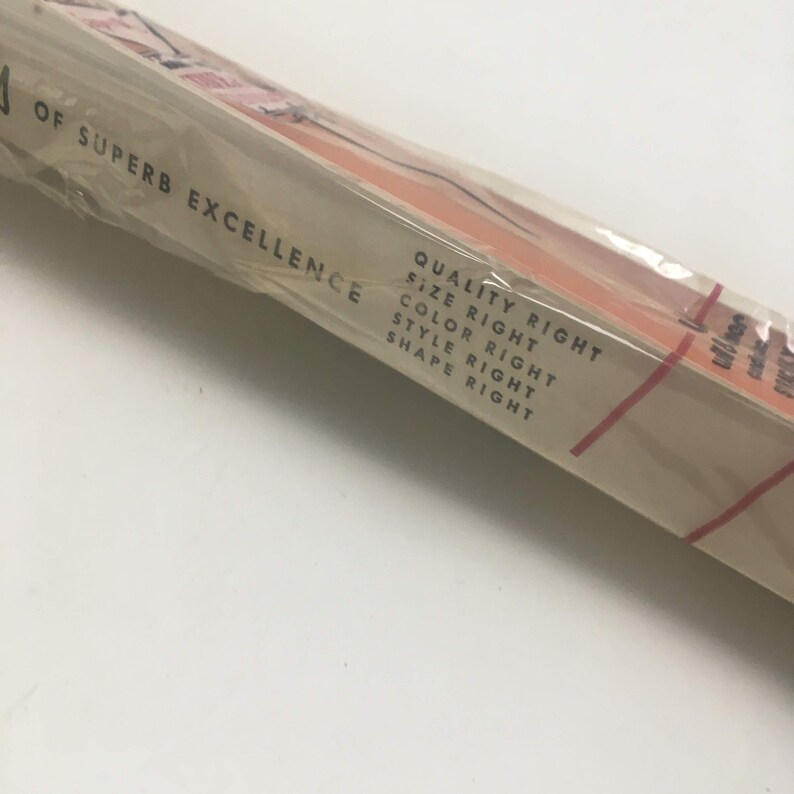 OF SUPERB EXCELLENCE
QUALITY RIGHT
SIZE RIGHT
COLOR RIGHT
STYLE RIGHT
SHAPE RIGHT